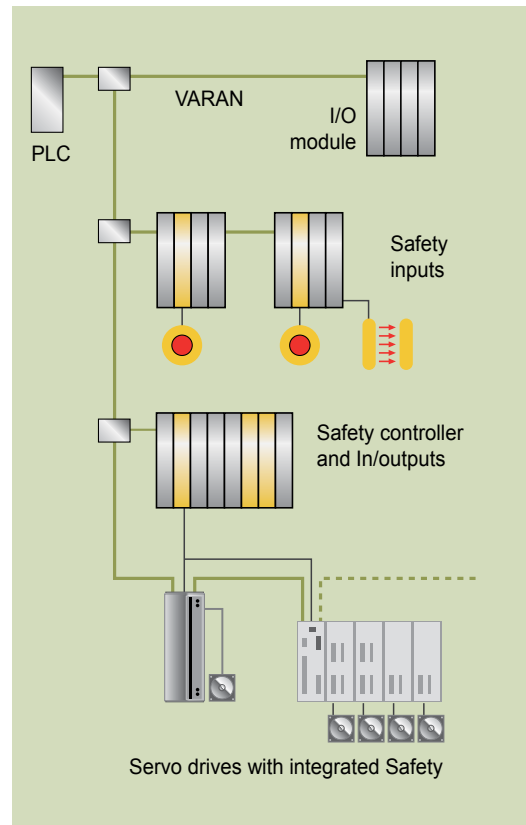 VARAN
PLC
I/O
module
Safety
inputs
Safety controller
and In/outputs
Servo drives with integrated Safety